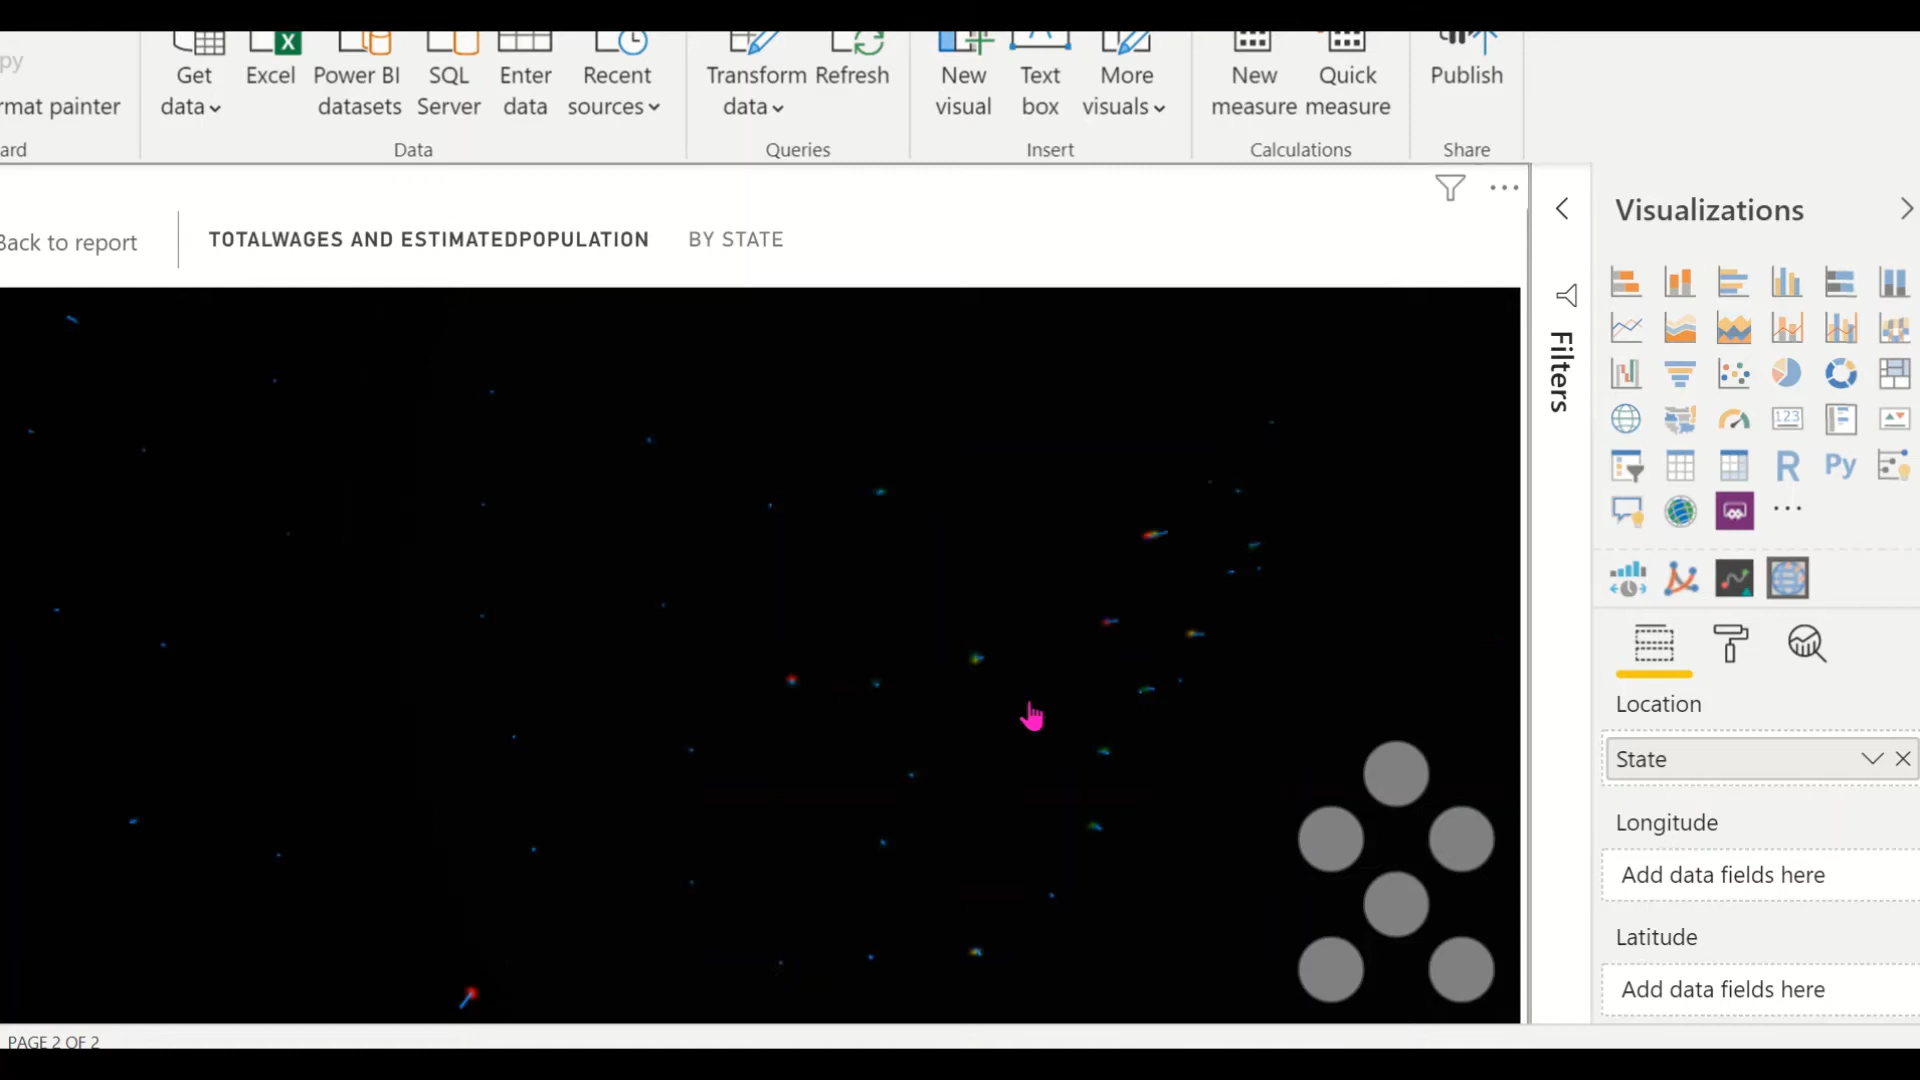 py
rmat painter
ard
Get data
Excel
Power BI datasets
SQL Server
Enter data
Recent sources
Data
Transform data
Refresh
Queries
New visual
Text box
More visuals
Insert
New measure
Quick measure
Calculations
Publish
Share
Back to report
TOTALWAGES AND ESTIMATEDPOPULATION BY STATE
Filters
Visualizations
123
R
Py
Location
State
Longitude
Add data fields here
Latitude
Add data fields here
PAGE 2 OF 2